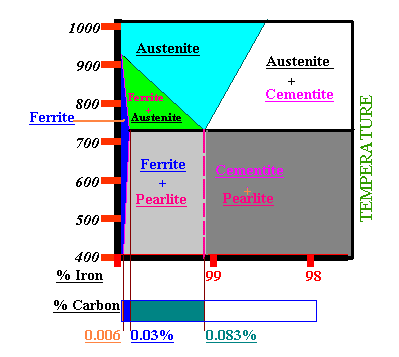 1000
Austenite
900
Austenite
+
Cementite
Ferrite
+
Austenite
800
Ferrite
700
TEMPERATURE
Ferrite
+
Pearlite
Cementite
+
Pearlite
600
500
400
% Iron
99
98
% Carbon
0.006
0.03%
0.083%